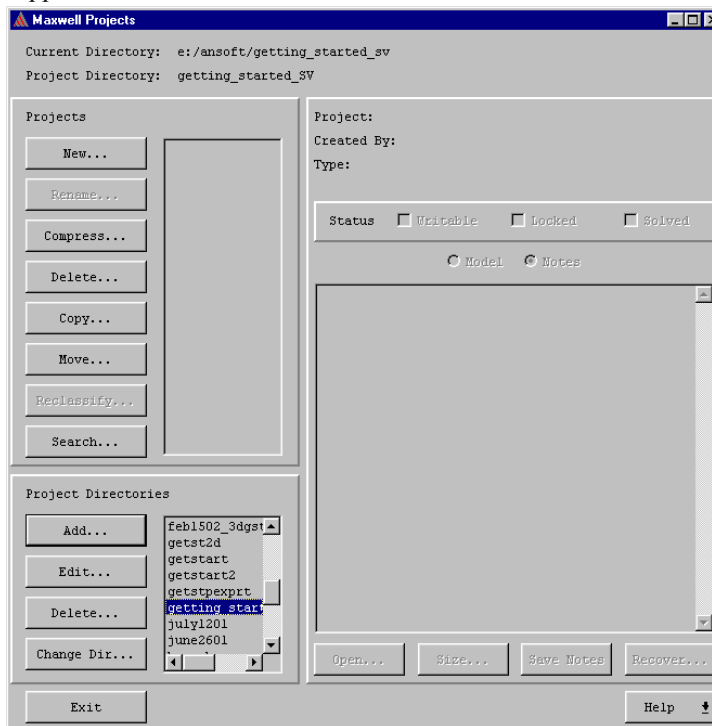 Maxwell Projects
Current Directory: e:/ansoft/getting_started_sv
Project Directory: getting_started_SV
Projects
New...
Rename...
Compress...
Delete...
Copy...
Move...
Reclassify...
Search...
Project:
Created By:
Type:
Status Writable Locked Solved
Model Notes
Project Directories
Add...
Edit...
Delete...
Change Dir...
feb1502_3dgst
getst2d
getstart
getstart2
getstpexprt
getting_start
july1201
june2601
Open... Size... Save Notes Recover...
Exit
Help